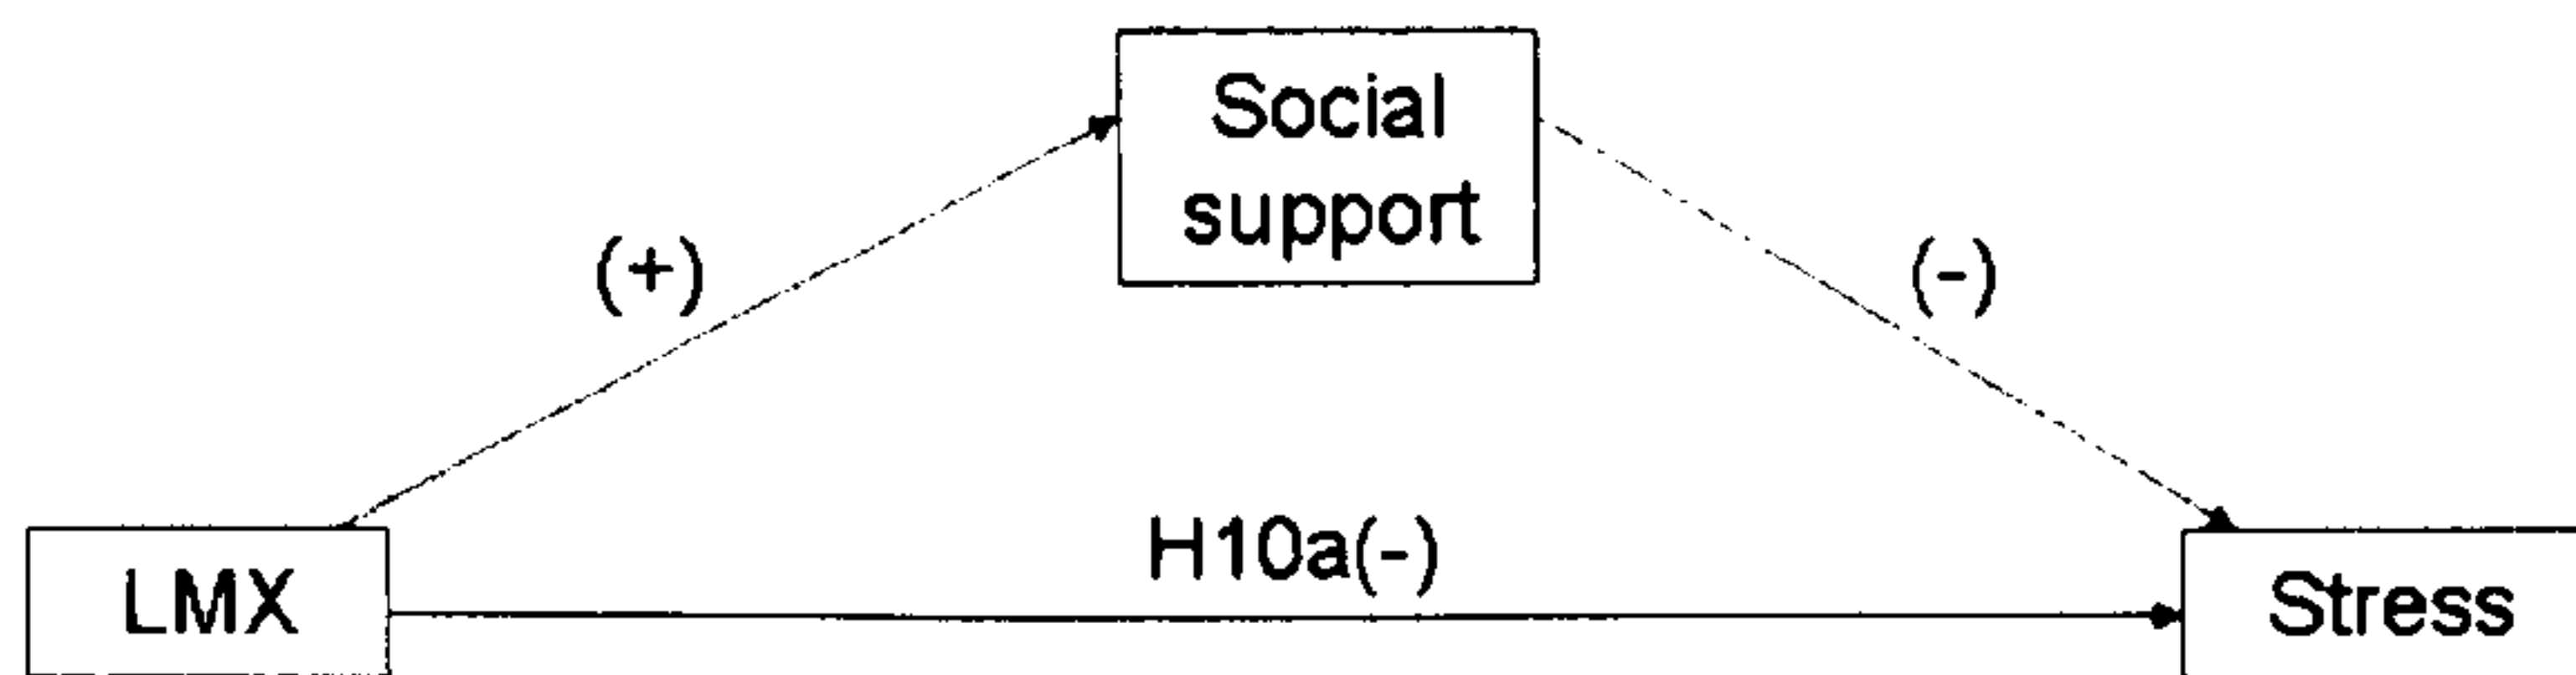 Social
support
(+)
(-)
H10a(-)
LMX
Stress